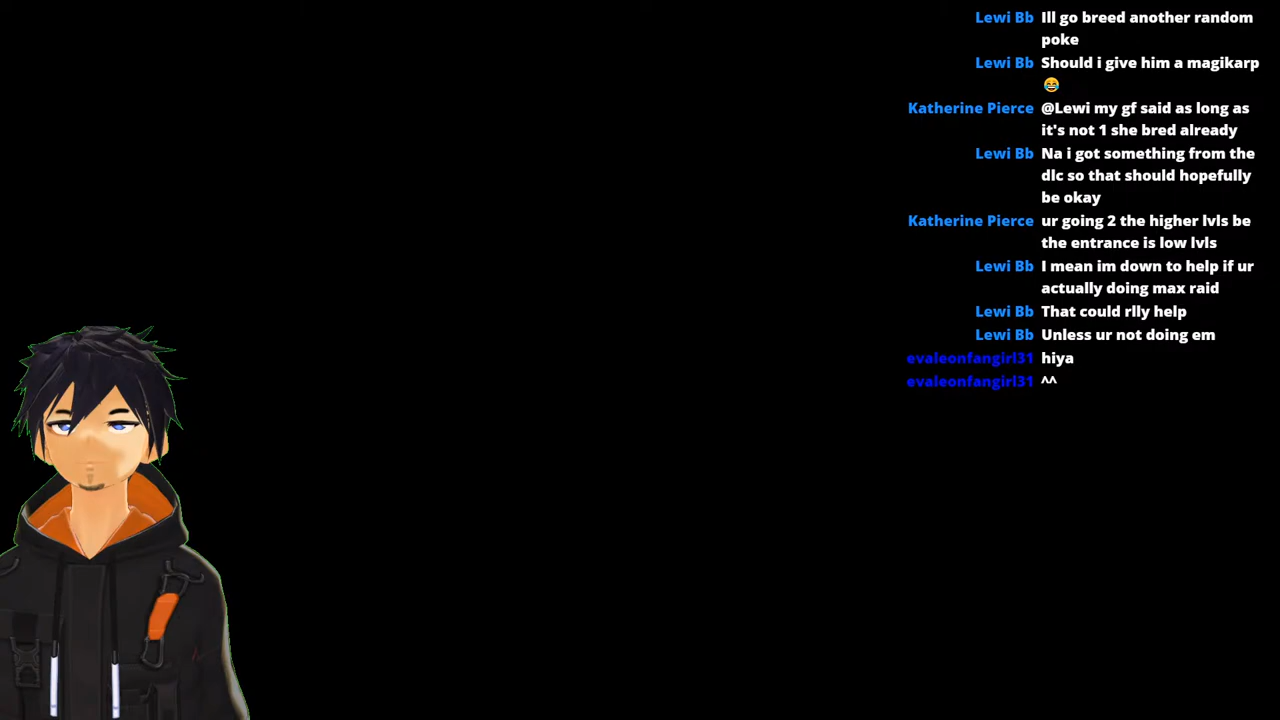 Lewi Bb Ill go breed another random
poke
Lewi Bb Should i give him a magikarp
😂
Katherine Pierce @Lewi my gf said as long as
it's not 1 she bred already
Lewi Bb Na i got something from the
dlc so that should hopefully
be okay
Katherine Pierce ur going 2 the higher lvls be
the entrance is low lvls
Lewi Bb I mean im down to help if ur
actually doing max raid
Lewi Bb That could rlly help
Lewi Bb Unless ur not doing em
evaleonfangirl31 hiya
evaleonfangirl31 ^^